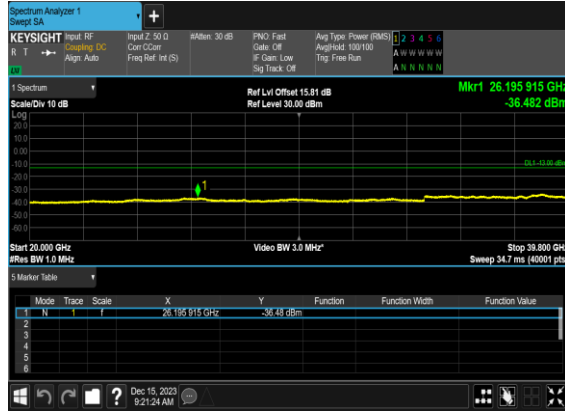 Spectrum Analyzer 1
Swept SA
KEYSIGHT Input: RF Input Z: 50 Ω #Atten: 30 dB PNO: Fast Avg Type: Power (RMS) 1 2 3 4 5 6
R T Coupling: DC Corr CCorr Gate: Off Avg|Hold: 100/100 A W W W W W
Align: Auto Freq Ref: Int (S) IF Gain: Low Trig: Free Run
Sig Track: Off A N N N N N
1 Spectrum Ref Lvl Offset 15.81 dB Mkr1 26.195 915 GHz
Scale/Div 10 dB Ref Level 30.00 dBm -36.482 dBm
Log
20.0
10.0
0.00
-10.0
DL1 -13.00 dBm
-20.0
1
-30.0
-40.0
-50.0
-60.0
Start 20.000 GHz Video BW 3.0 MHz* Stop 39.800 GHz
#Res BW 1.0 MHz Sweep 34.7 ms (40001 pts)
5 Marker Table
Mode Trace Scale X Y Function Function Width Function Value
1 N 1 f 26.195 915 GHz -36.48 dBm
2
3
4
5
6
? Dec 15, 2023
9:21:24 AM